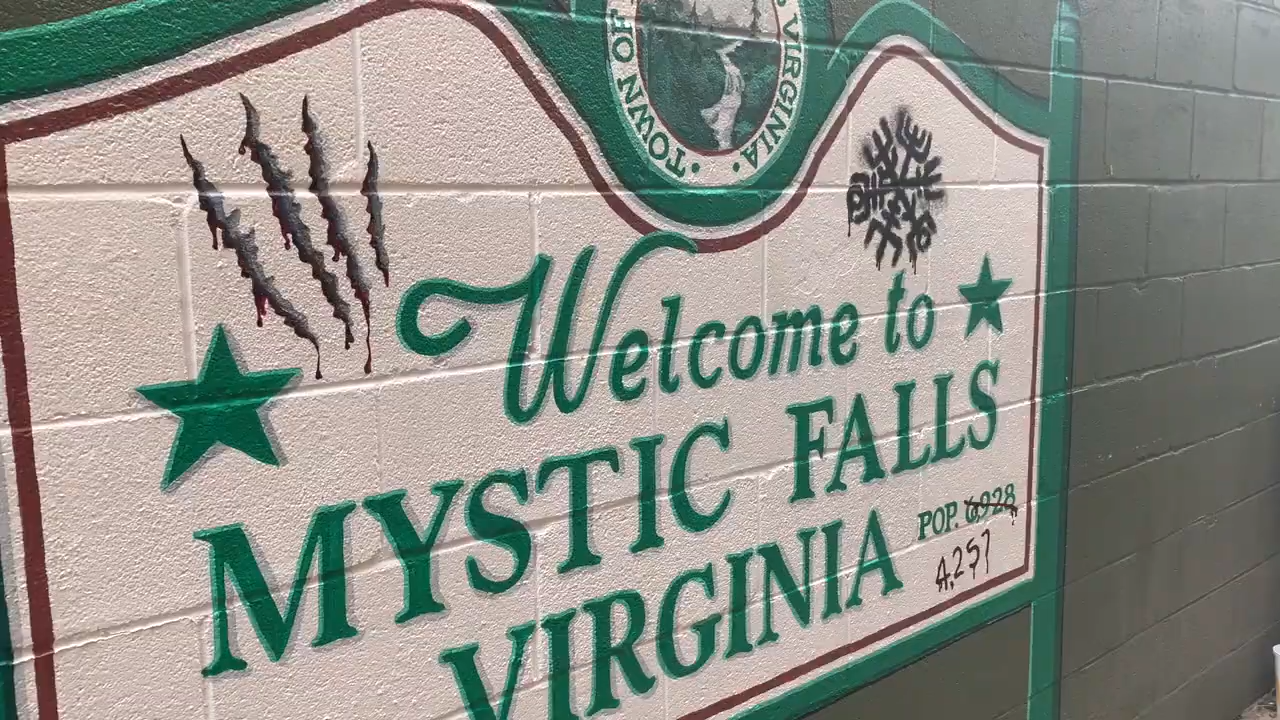 TOWN OF
VIRGINIA
Welcome to
MYSTIC FALLS
VIRGINIA
POP. 6928
4,257